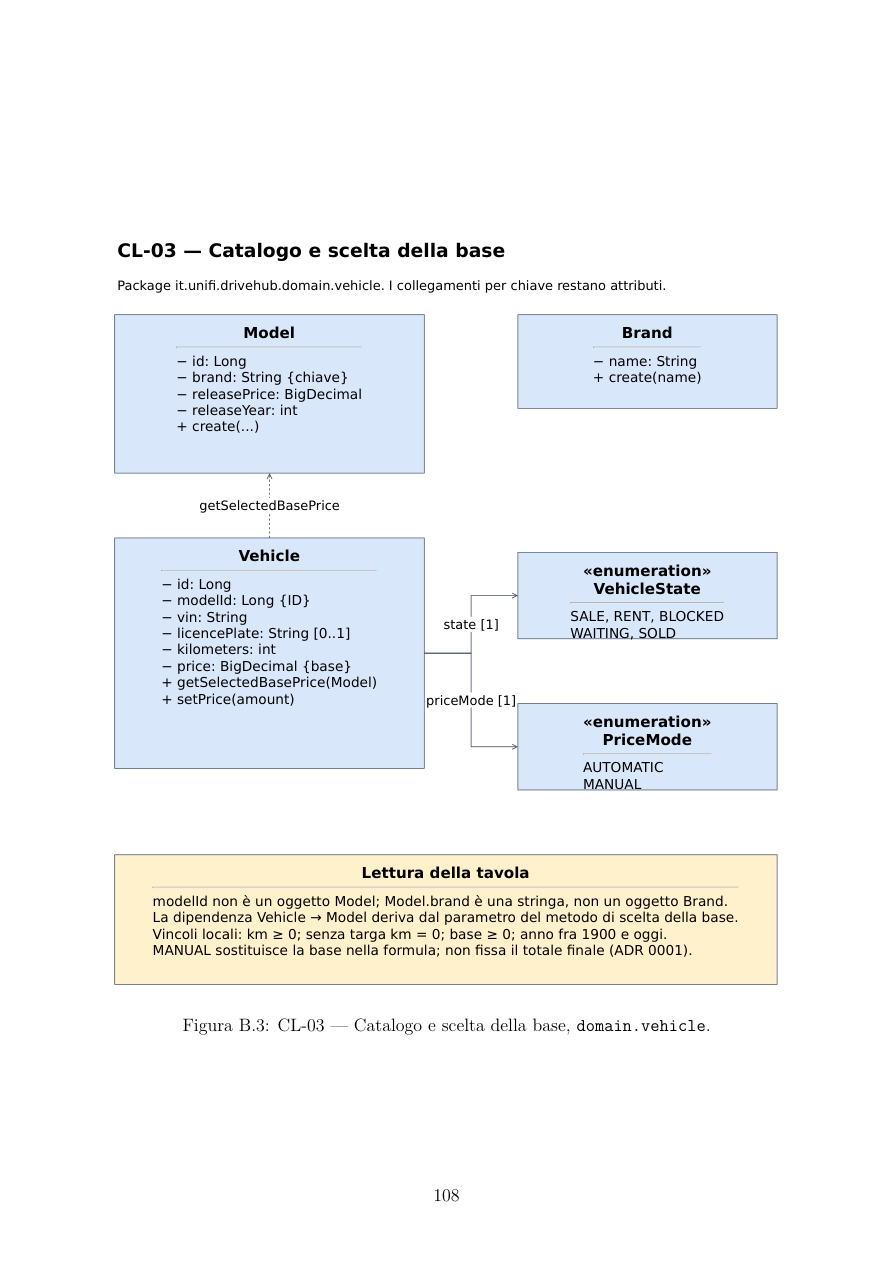 CL-03 — Catalogo e scelta della base
Package it.unifi.drivehub.domain.vehicle. I collegamenti per chiave restano attributi.
Model
− id: Long
− brand: String {chiave}
− releasePrice: BigDecimal
− releaseYear: int
+ create(...)
Brand
− name: String
+ create(name)
getSelectedBasePrice
Vehicle
− id: Long
− modelId: Long {ID}
− vin: String
− licencePlate: String [0..1]
− kilometers: int
− price: BigDecimal {base}
+ getSelectedBasePrice(Model)
+ setPrice(amount)
«enumeration»
VehicleState
SALE, RENT, BLOCKED
WAITING, SOLD
state [1]
priceMode [1]
«enumeration»
PriceMode
AUTOMATIC
MANUAL
Lettura della tavola
modelId non è un oggetto Model; Model.brand è una stringa, non un oggetto Brand.
La dipendenza Vehicle → Model deriva dal parametro del metodo di scelta della base.
Vincoli locali: km ≥ 0; senza targa km = 0; base ≥ 0; anno fra 1900 e oggi.
MANUAL sostituisce la base nella formula; non fissa il totale finale (ADR 0001).
Figura B.3: CL-03 — Catalogo e scelta della base, domain.vehicle.
108